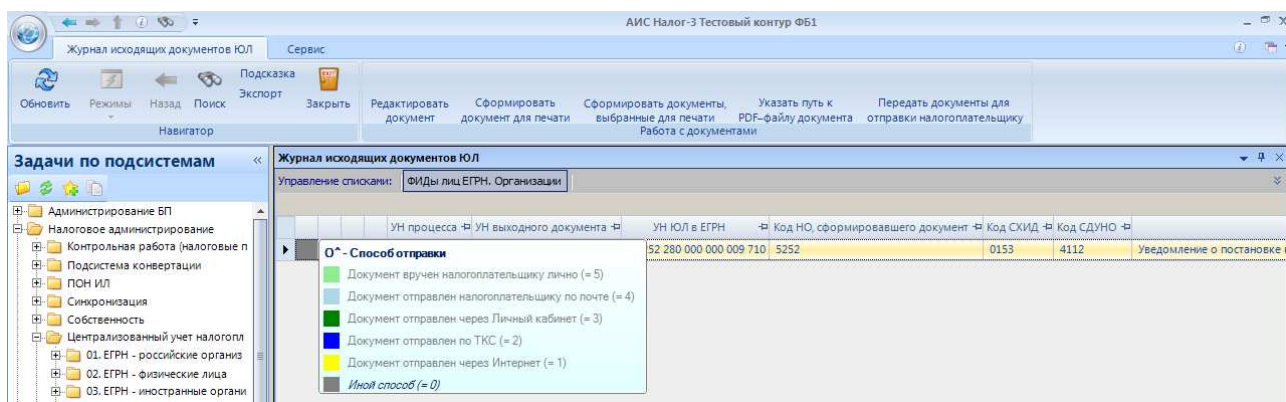 АИС Налог-3 Тестовый контур ФБ1
Журнал исходящих документов ЮЛ Сервис
Обновить Режимы Назад Поиск Подсказка Экспорт Закрыть
Навигатор
Редактировать документ Сформировать документ для печати Сформировать документы, выбранные для печати Указать путь к PDF-файлу документа Передать документы для отправки налогоплательщику
Работа с документами
Задачи по подсистемам
Администрирование БП
Налоговое администрирование
Контрольная работа (налоговые п
Подсистема конвертации
ПОН ИЛ
Синхронизация
Собственность
Централизованный учет налогопл
01. ЕГРН - российские организ
02. ЕГРН - физические лица
03. ЕГРН - иностранные органи
Журнал исходящих документов ЮЛ
Управление списками: ФИДы лиц ЕГРН. Организации
УН процесса УН выходного документа УН ЮЛ в ЕГРН Код НО, сформировавшего документ Код СХИД Код СДУНО
52 280 000 000 009 710 5252 0153 4112 Уведомление о постановке
О^ - Способ отправки
Документ вручен налогоплательщику лично (= 5)
Документ отправлен налогоплательщику по почте (= 4)
Документ отправлен через Личный кабинет (= 3)
Документ отправлен по ТКС (= 2)
Документ отправлен через Интернет (= 1)
Иной способ (= 0)